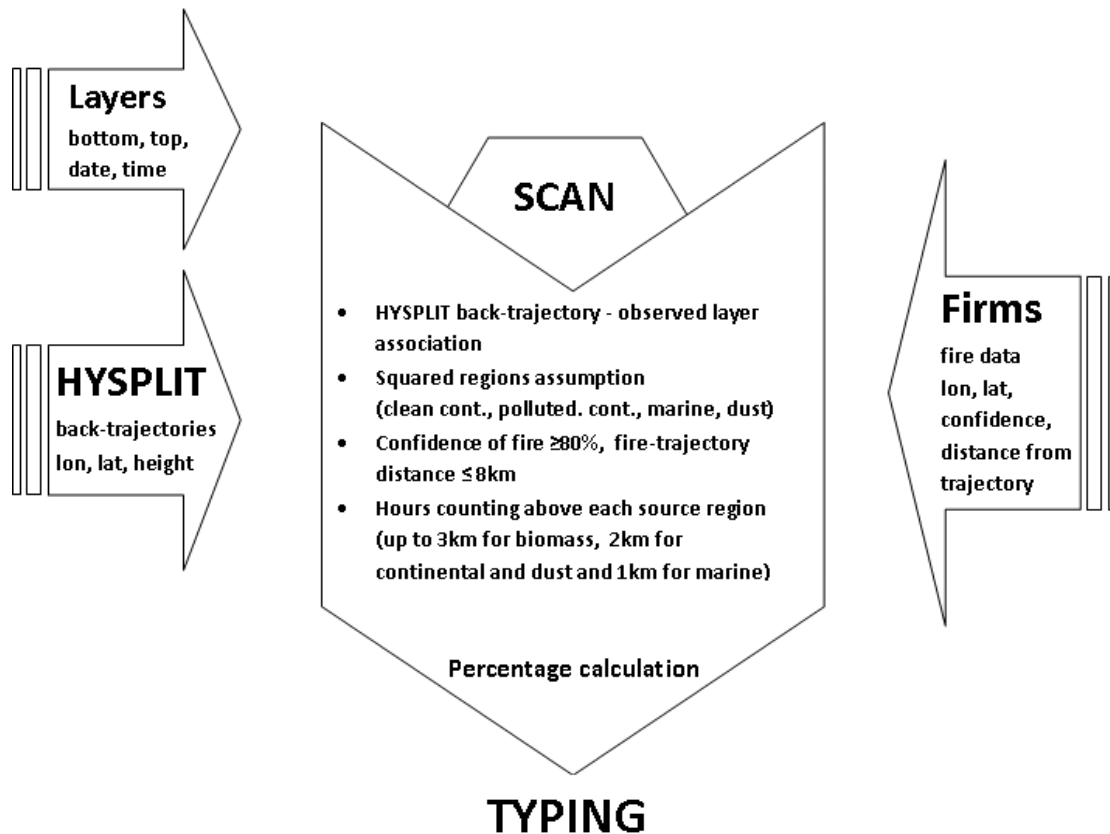 Layers
bottom, top,
date, time
HYSPLIT
back-trajectories
lon, lat, height
SCAN
• HYSPLIT back-trajectory - observed layer
association
• Squared regions assumption
(clean cont., polluted. cont., marine, dust)
• Confidence of fire ≥80%, fire-trajectory
distance ≤8km
• Hours counting above each source region
(up to 3km for biomass, 2km for
continental and dust and 1km for marine)
Percentage calculation
Firms
fire data
lon, lat,
confidence,
distance from
trajectory
TYPING